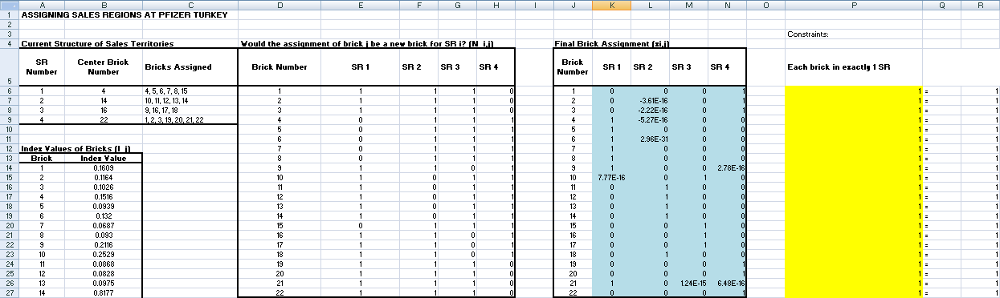 A B C D E F G H I J K L M N O P Q R
1 ASSIGNING SALES REGIONS AT PFIZER TURKEY
2
3 Constraints:
4 Current Structure of Sales Territories Would the assignment of brick j be a new brick for SR i? (N_i,j) Final Brick Assignment (zi,j)
5 SR Number Center Brick Number Bricks Assigned Brick Number SR 1 SR 2 SR 3 SR 4 Brick Number SR 1 SR 2 SR 3 SR 4 Each brick in exactly 1 SR
6 1 4 4, 5, 6, 7, 8, 15 1 1 1 1 0 1 0 0 0 1 1 = 1
7 2 14 10, 11, 12, 13, 14 2 1 1 1 0 2 0 -3.61E-16 0 1 1 = 1
8 3 16 9, 16, 17, 18 3 1 1 1 0 3 0 -2.22E-16 0 1 1 = 1
9 4 22 1, 2, 3, 19, 20, 21, 22 4 0 1 1 1 4 1 -5.27E-16 0 0 1 = 1
10 5 0 1 1 1 5 1 0 0 0 1 = 1
11 6 0 1 1 1 6 1 2.96E-31 0 0 1 = 1
12 Index Values of Bricks (I_j) 7 0 1 1 1 7 1 0 0 0 1 = 1
13 Brick Index Value 8 0 1 1 1 8 1 0 0 0 1 = 1
14 1 0.1609 9 1 1 0 1 9 1 0 0 2.78E-16 1 = 1
15 2 0.1164 10 1 0 1 1 10 7.77E-16 0 1 0 1 = 1
16 3 0.1026 11 1 0 1 1 11 0 1 0 0 1 = 1
17 4 0.1516 12 1 0 1 1 12 0 1 0 0 1 = 1
18 5 0.0939 13 1 0 1 1 13 0 1 0 0 1 = 1
19 6 0.132 14 1 0 1 1 14 0 1 0 0 1 = 1
20 7 0.0687 15 0 1 1 1 15 0 0 1 0 1 = 1
21 8 0.093 16 1 1 0 1 16 0 0 1 0 1 = 1
22 9 0.2116 17 1 1 0 1 17 0 0 1 0 1 = 1
23 10 0.2529 18 1 1 0 1 18 0 1 0 0 1 = 1
24 11 0.0868 19 1 1 1 0 19 0 0 0 1 1 = 1
25 12 0.0828 20 1 1 1 0 20 0 0 0 1 1 = 1
26 13 0.0975 21 1 1 1 0 21 1 0 1.24E-15 6.48E-16 1 = 1
27 14 0.8177 22 1 1 1 0 22 0 0 0 1 1 = 1